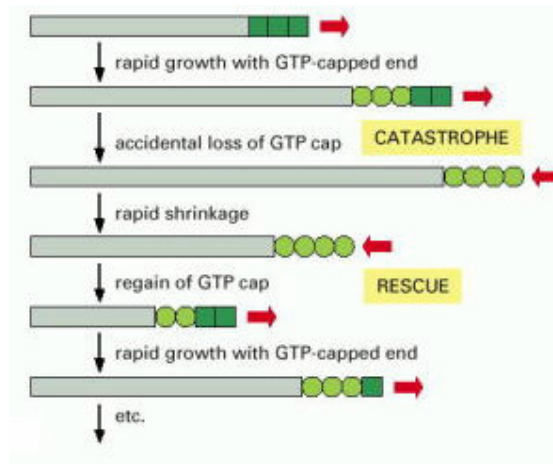 rapid growth with GTP-capped end
accidental loss of GTP cap
CATASTROPHE
rapid shrinkage
regain of GTP cap
RESCUE
rapid growth with GTP-capped end
etc.